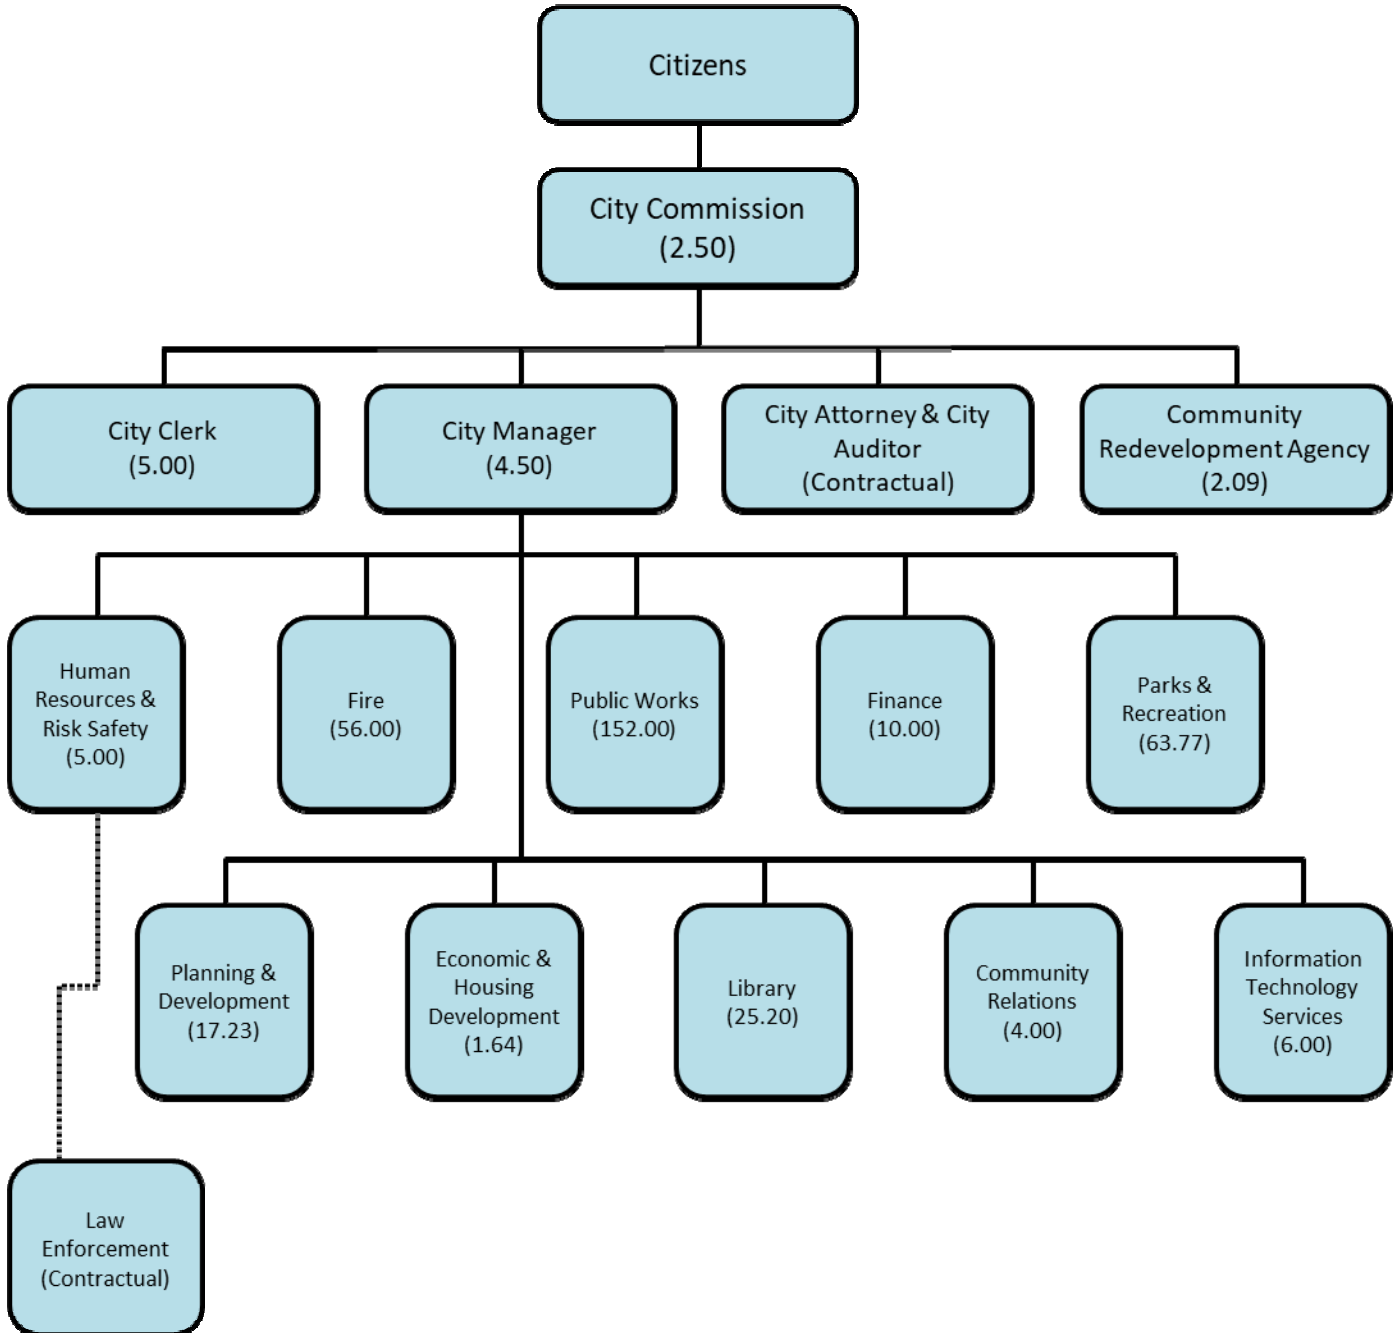 Citizens
City Commission
(2.50)
City Clerk
(5.00)
City Manager
(4.50)
City Attorney & City
Auditor
(Contractual)
Community
Redevelopment Agency
(2.09)
Human
Resources &
Risk Safety
(5.00)
Fire
(56.00)
Public Works
(152.00)
Finance
(10.00)
Parks &
Recreation
(63.77)
Planning &
Development
(17.23)
Economic &
Housing
Development
(1.64)
Library
(25.20)
Community
Relations
(4.00)
Information
Technology
Services
(6.00)
Law
Enforcement
(Contractual)